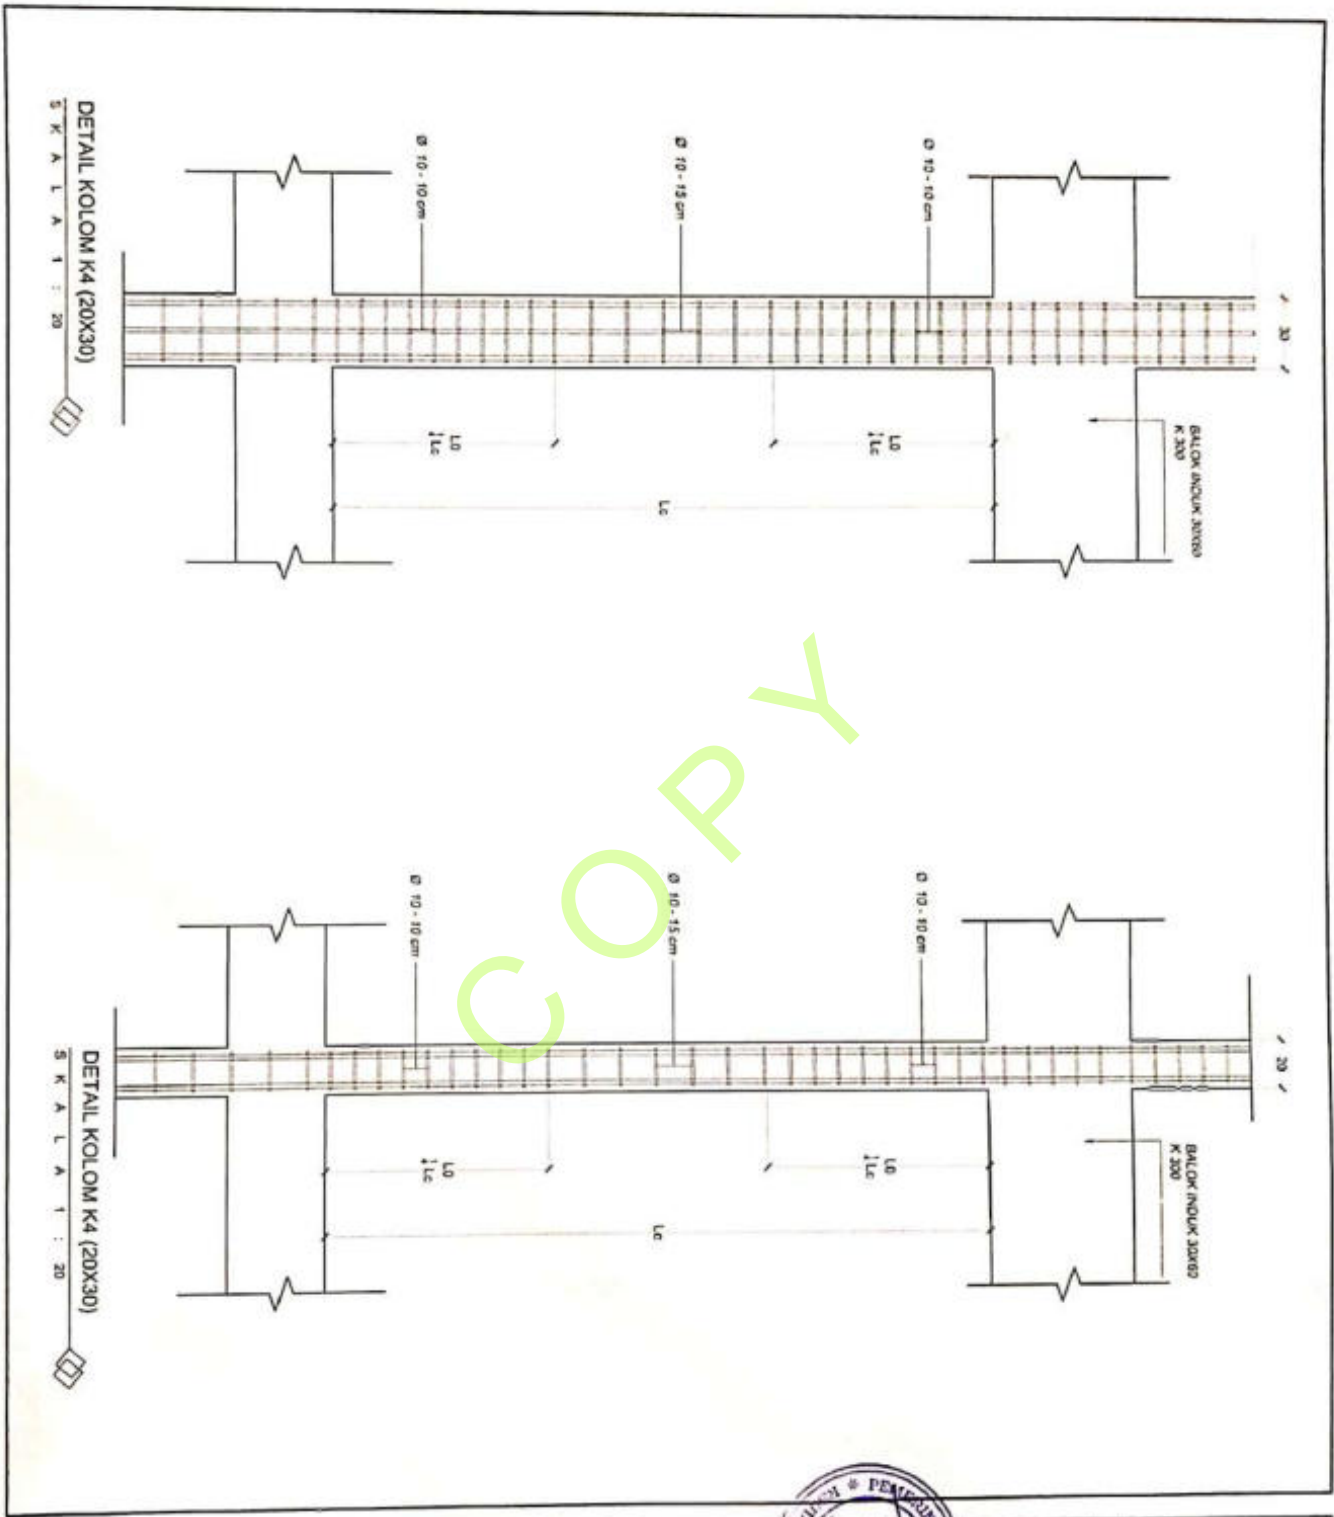 30
BALOK INDUK 30X60
K 300
Ø 10 - 10 cm
Ø 10 - 15 cm
Ø 10 - 10 cm
L0
Lc
Lc
L0
Lc
DETAIL KOLOM K4 (20X30)
SKALA 1 : 20
20
BALOK INDUK 30X60
K 300
Ø 10 - 10 cm
Ø 10 - 15 cm
Ø 10 - 10 cm
L0
Lc
Lc
L0
Lc
DETAIL KOLOM K4 (20X30)
SKALA 1 : 20
COPY